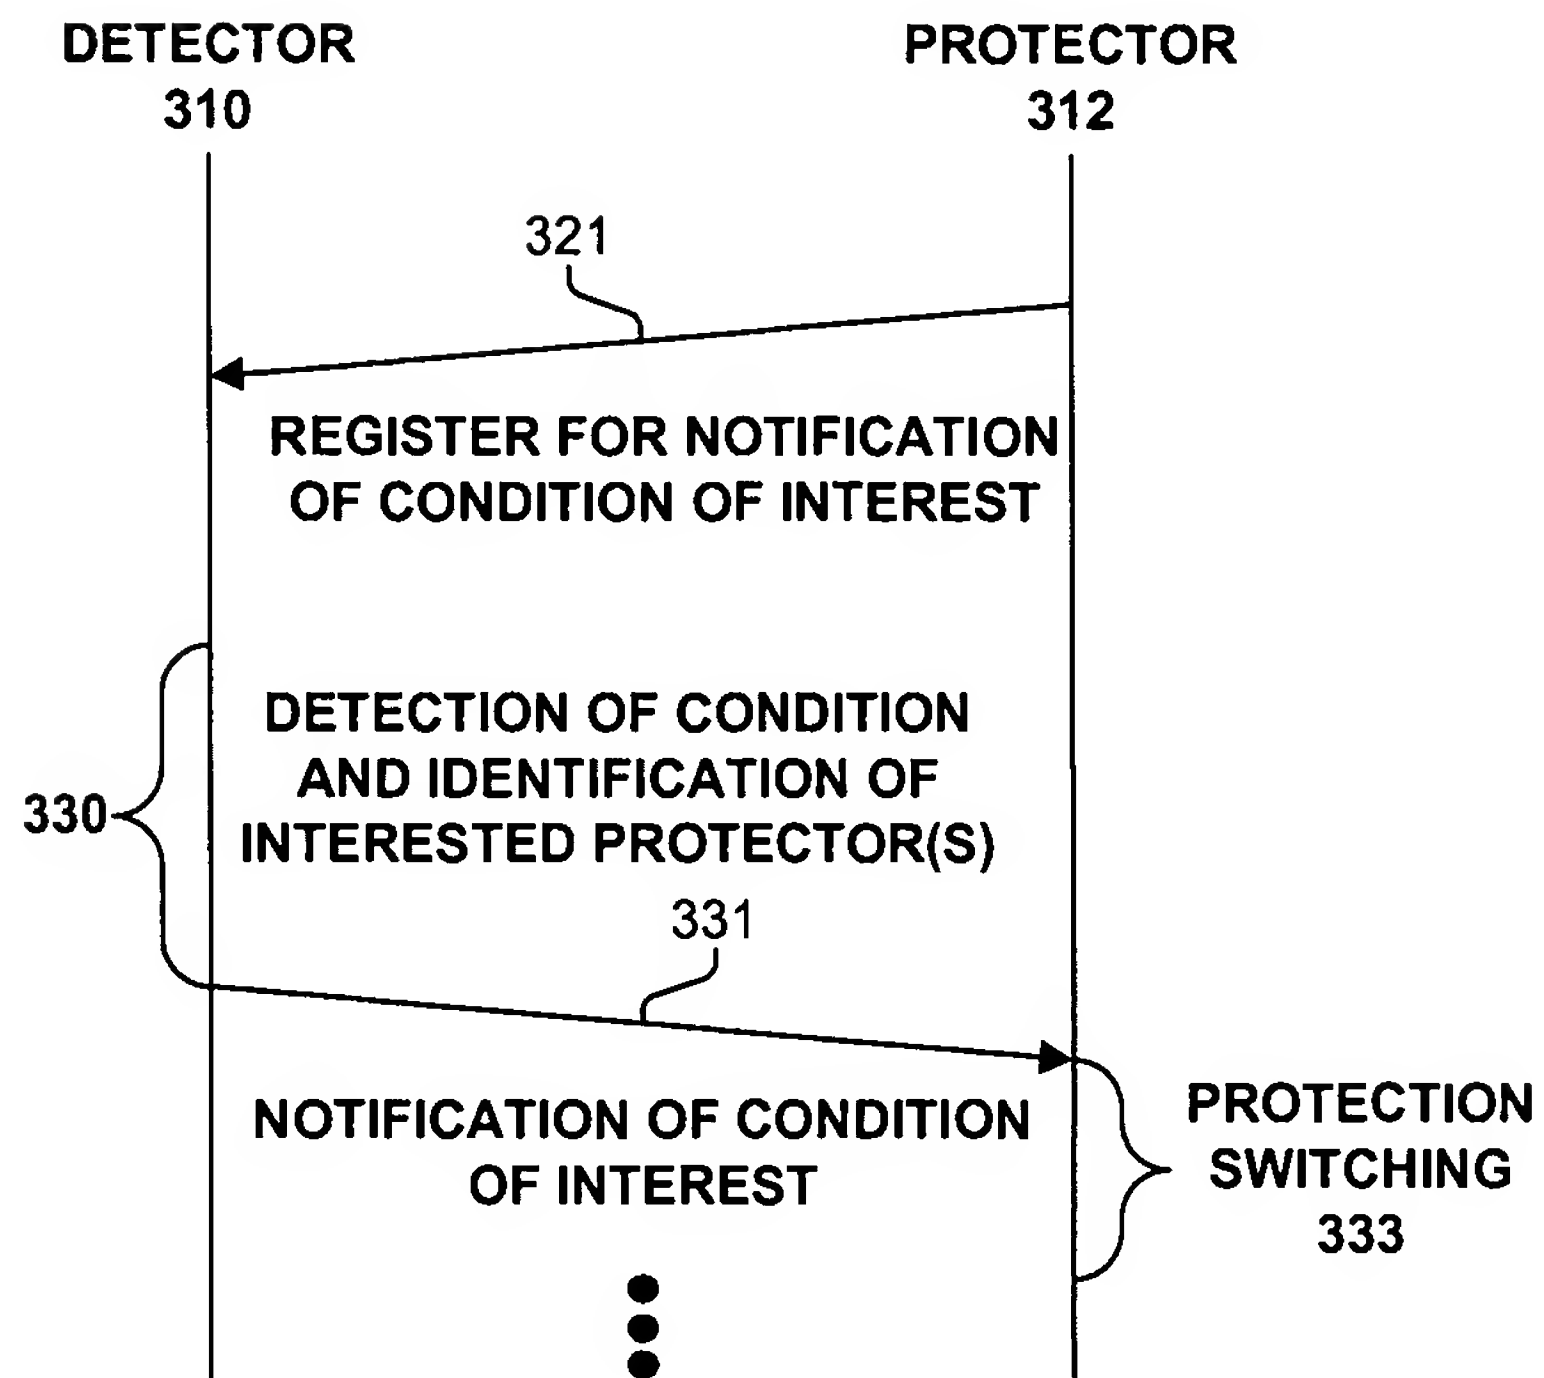 DETECTOR
310
PROTECTOR
312
321
REGISTER FOR NOTIFICATION
OF CONDITION OF INTEREST
DETECTION OF CONDITION
AND IDENTIFICATION OF
INTERESTED PROTECTOR(S)
330
331
NOTIFICATION OF CONDITION
OF INTEREST
PROTECTION
SWITCHING
333